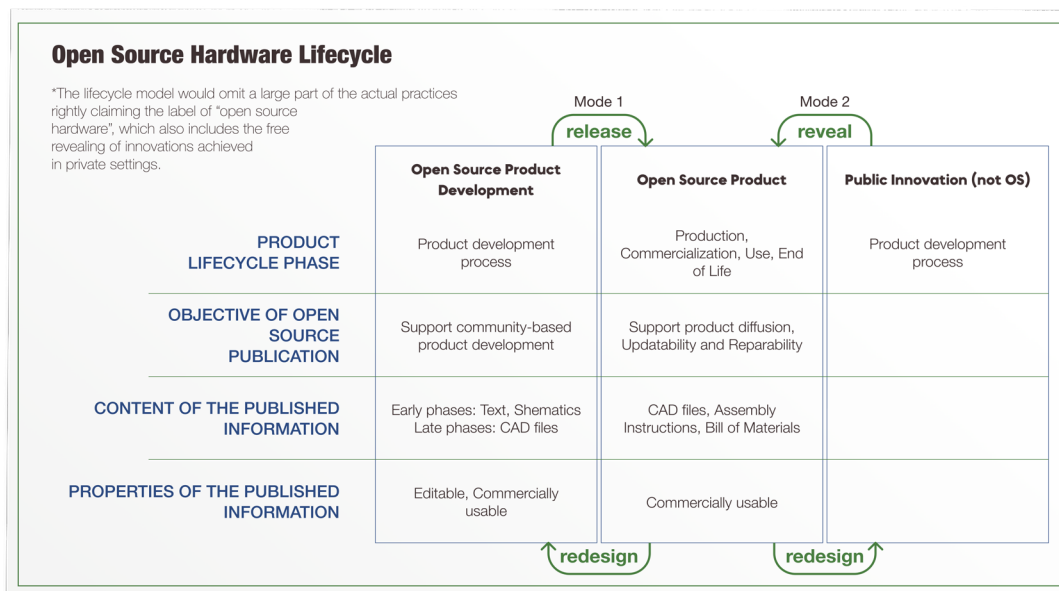 Open Source Hardware Lifecycle
*The lifecycle model would omit a large part of the actual practices
rightly claiming the label of “open source
hardware”, which also includes the free
revealing of innovations achieved
in private settings.
Mode 1
release
Mode 2
reveal
Open Source Product
Development
Open Source Product
Public Innovation (not OS)
PRODUCT
LIFECYCLE PHASE
Product development
process
Production,
Commercialization, Use, End
of Life
Product development
process
OBJECTIVE OF OPEN
SOURCE
PUBLICATION
Support community-based
product development
Support product diffusion,
Updatability and Reparability
CONTENT OF THE PUBLISHED
INFORMATION
Early phases: Text, Shematics
Late phases: CAD files
CAD files, Assembly
Instructions, Bill of Materials
PROPERTIES OF THE PUBLISHED
INFORMATION
Editable, Commercially
usable
Commercially usable
redesign
redesign